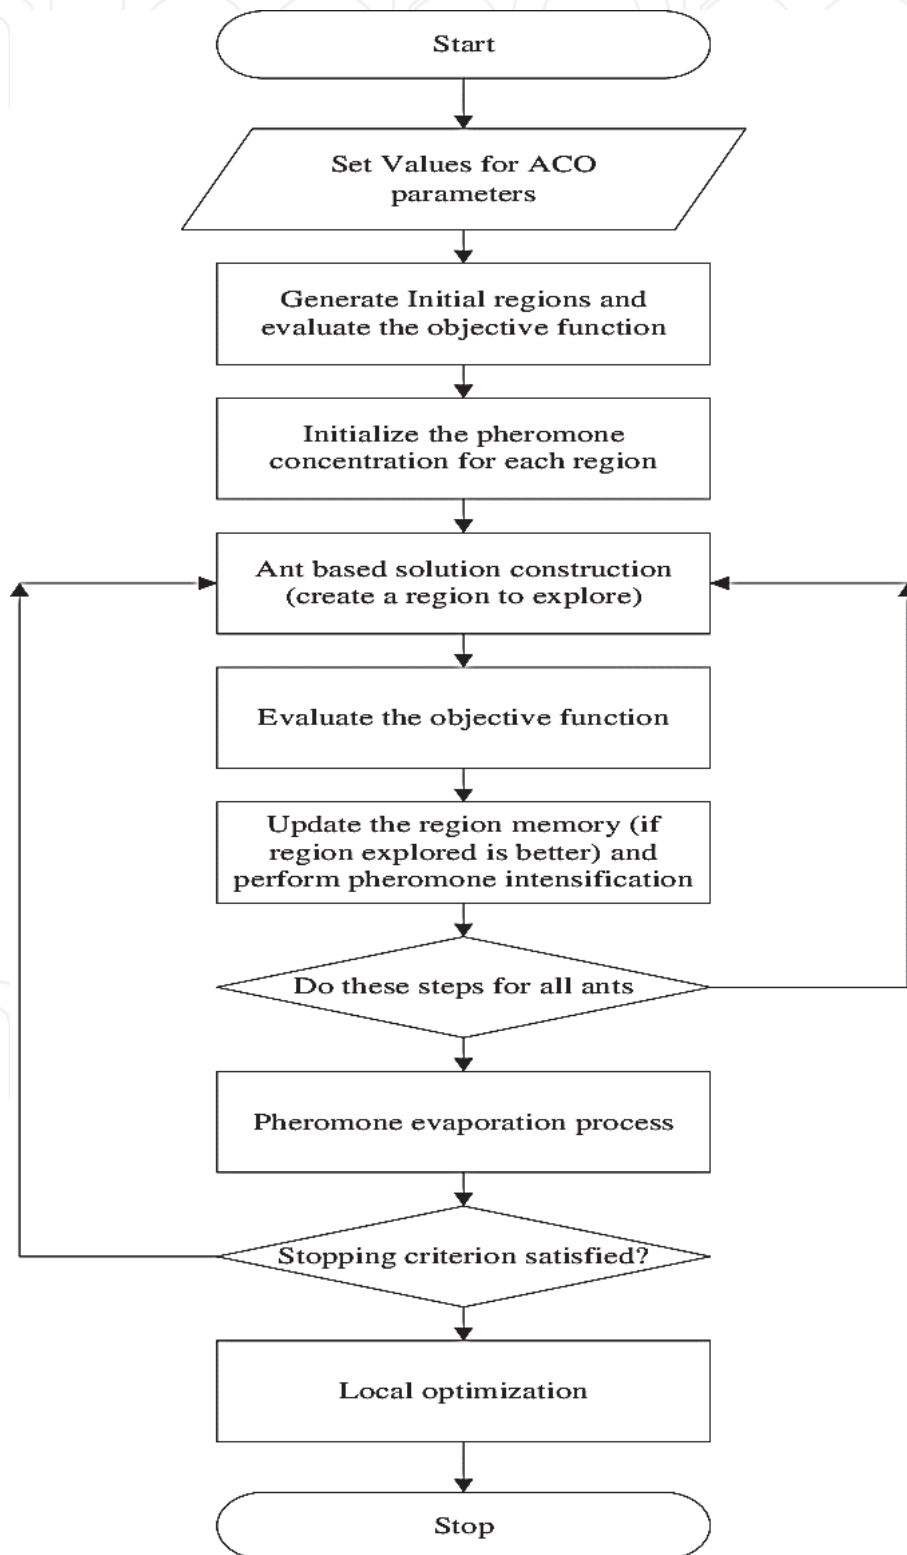 Start
Set Values for ACO
parameters
Generate Initial regions and
evaluate the objective function
Initialize the pheromone
concentration for each region
Ant based solution construction
(create a region to explore)
Evaluate the objective function
Update the region memory (if
region explored is better) and
perform pheromone intensification
Do these steps for all ants
Pheromone evaporation process
Stopping criterion satisfied?
Local optimization
Stop